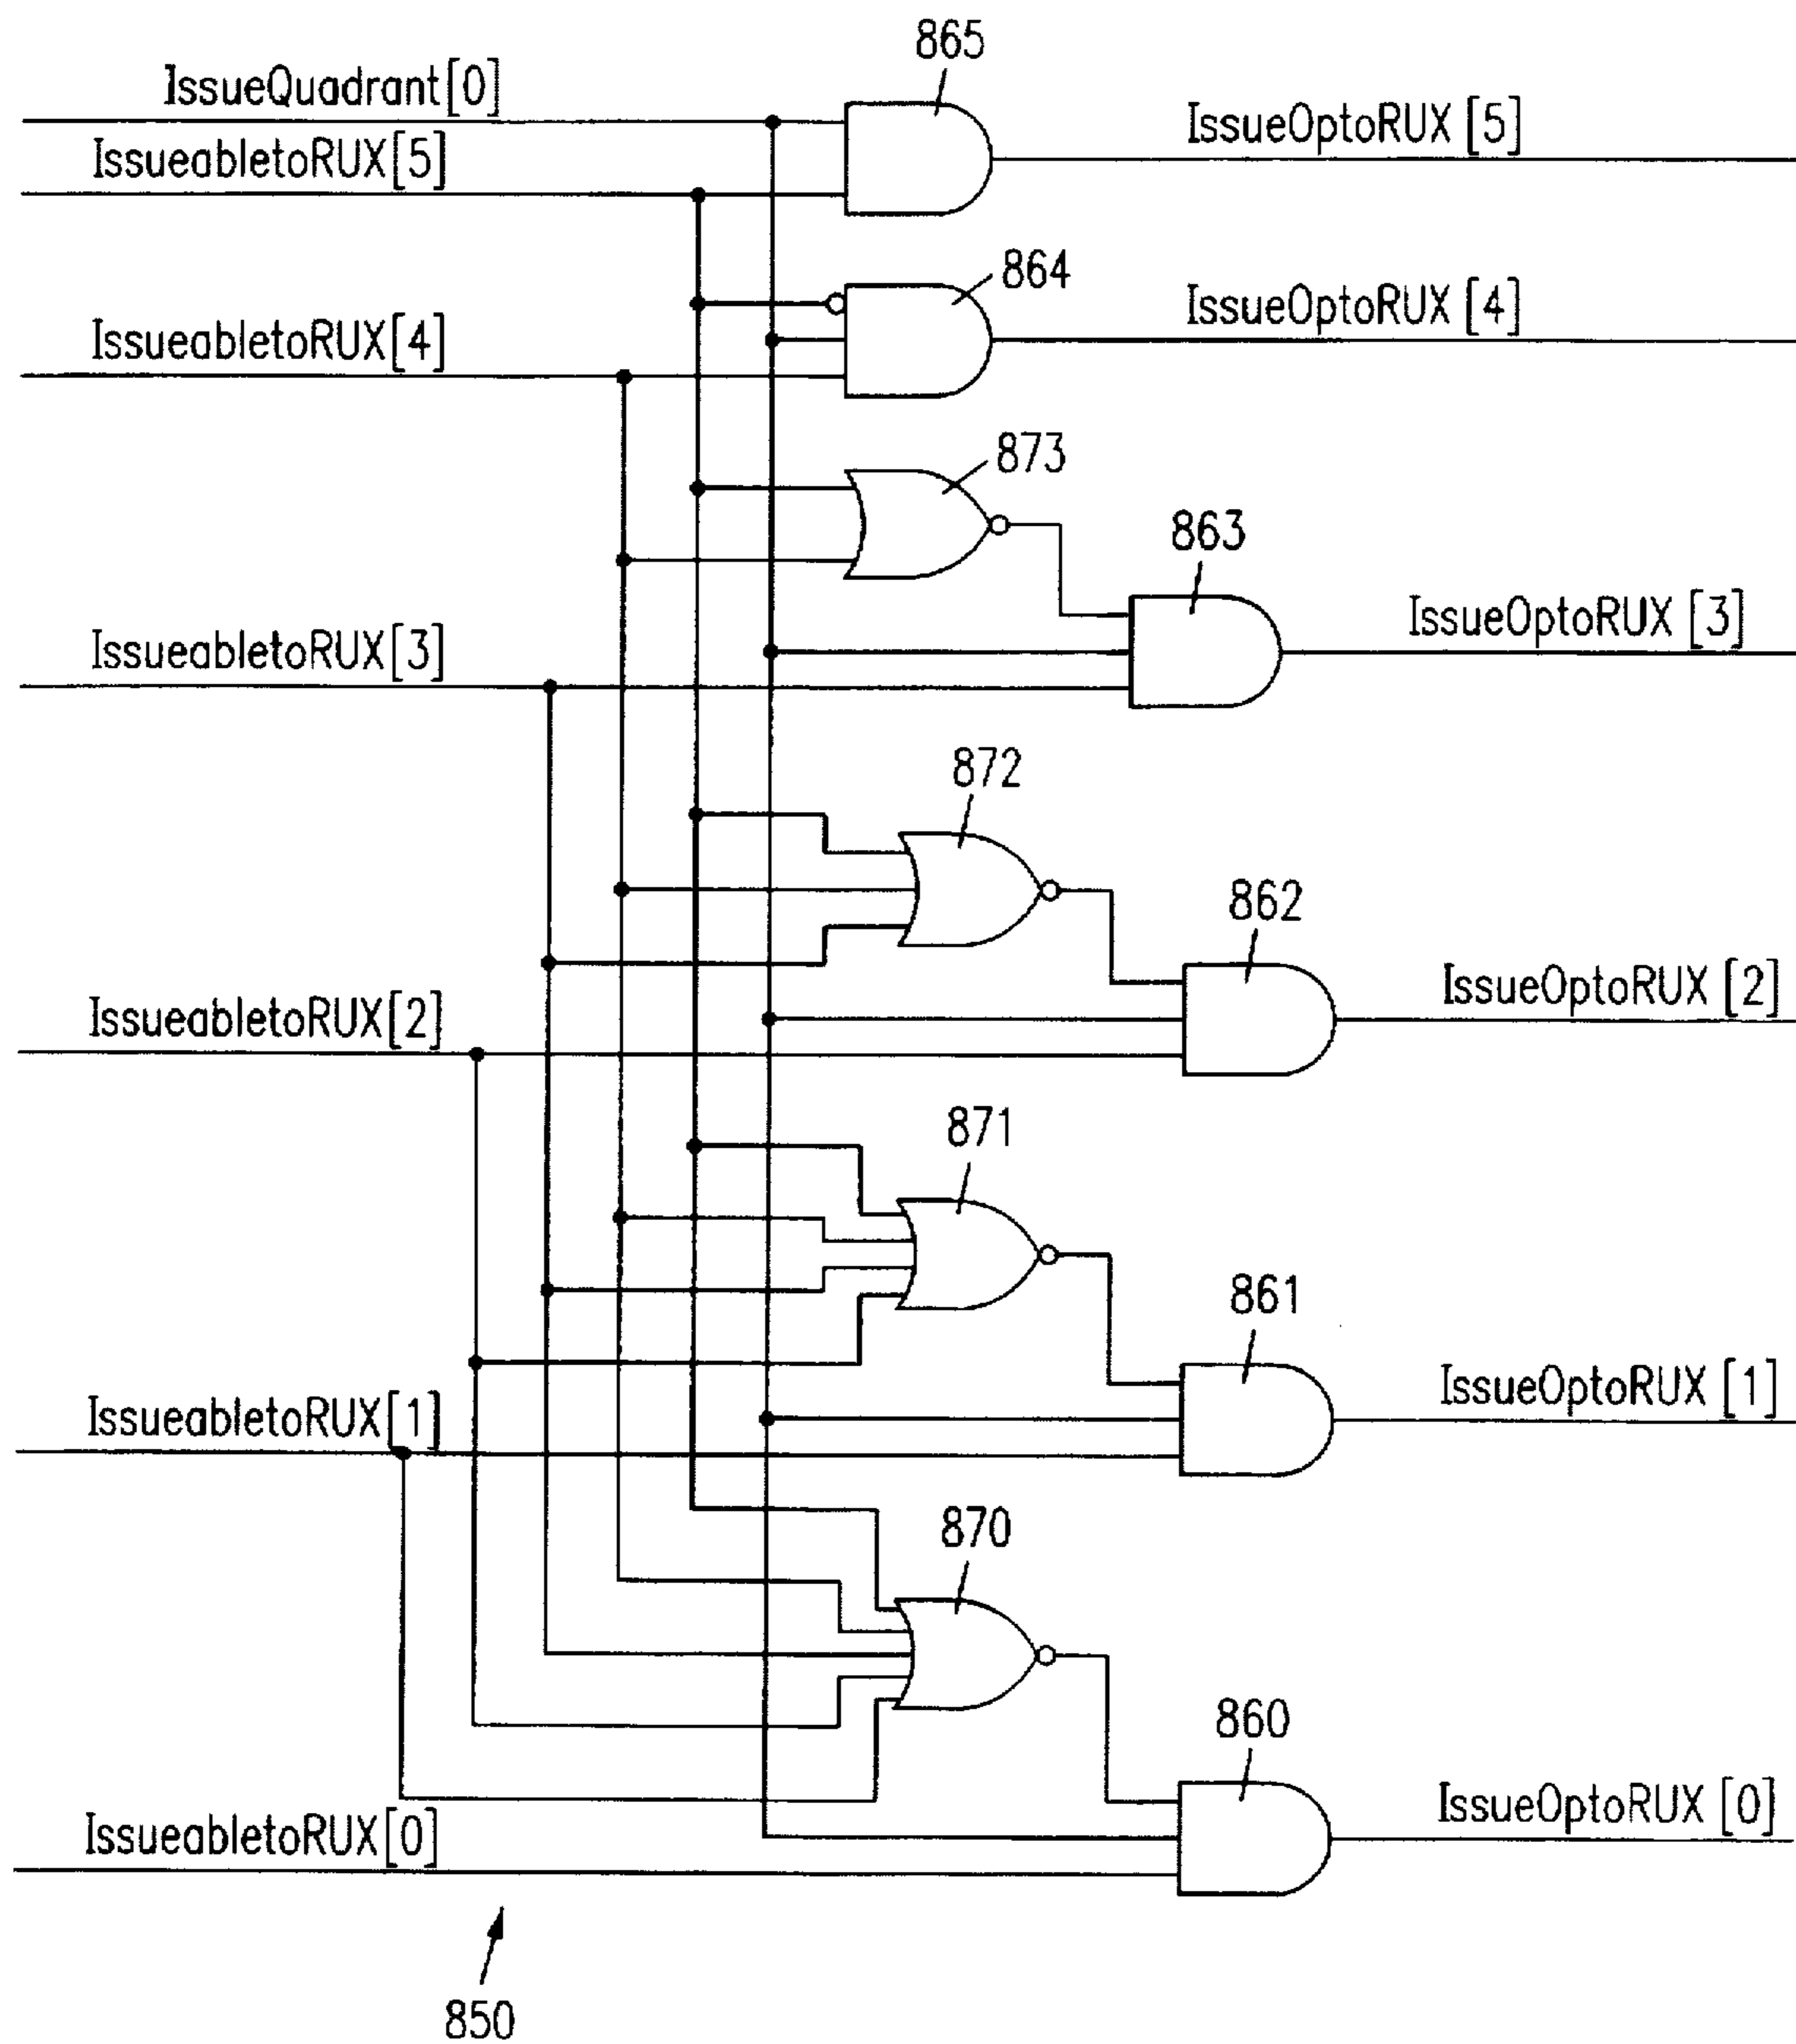 865
IssueQuadrant[0]
IssueOptoRUX [5]
IssueabletoRUX[5]
864
IssueOptoRUX [4]
IssueabletoRUX[4]
873
863
IssueOptoRUX [3]
IssueabletoRUX[3]
872
862
IssueOptoRUX [2]
IssueabletoRUX[2]
871
861
IssueOptoRUX [1]
IssueabletoRUX[1]
870
860
IssueOptoRUX [0]
IssueabletoRUX[0]
850